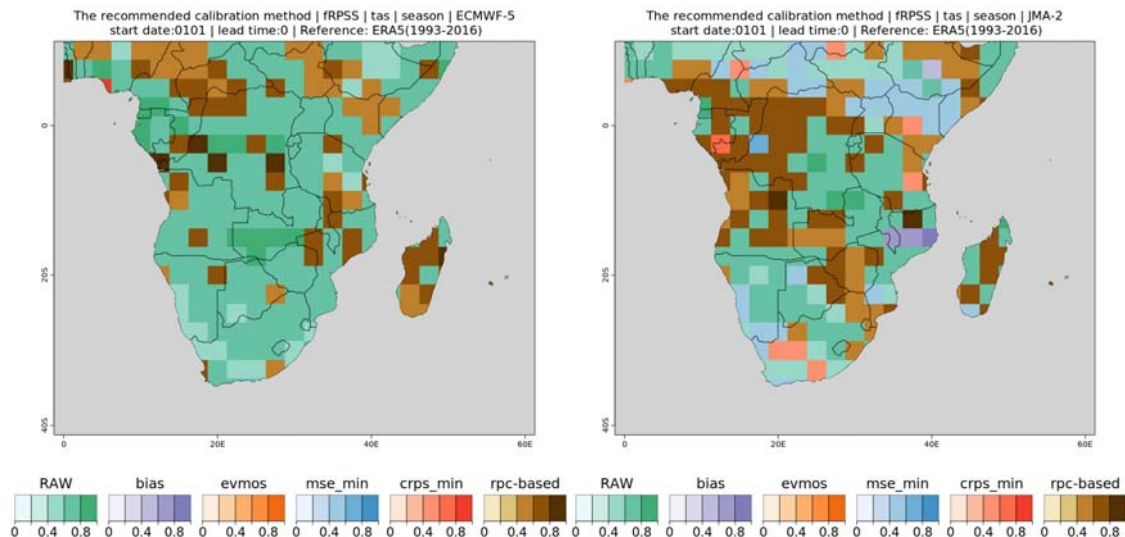 The recommended calibration method | fRPSS | tas | season | ECMWF-5
start date:0101 | lead time:0 | Reference: ERA5(1993-2016)
0
20S
40S
0 20E 40E 60E
RAW bias evmos mse_min crps_min rpc-based
0 0.4 0.8 0 0.4 0.8 0 0.4 0.8 0 0.4 0.8 0 0.4 0.8 0 0.4 0.8
The recommended calibration method | fRPSS | tas | season | JMA-2
start date:0101 | lead time:0 | Reference: ERA5(1993-2016)
0
20S
40S
0 20E 40E 60E
RAW bias evmos mse_min crps_min rpc-based
0 0.4 0.8 0 0.4 0.8 0 0.4 0.8 0 0.4 0.8 0 0.4 0.8 0 0.4 0.8